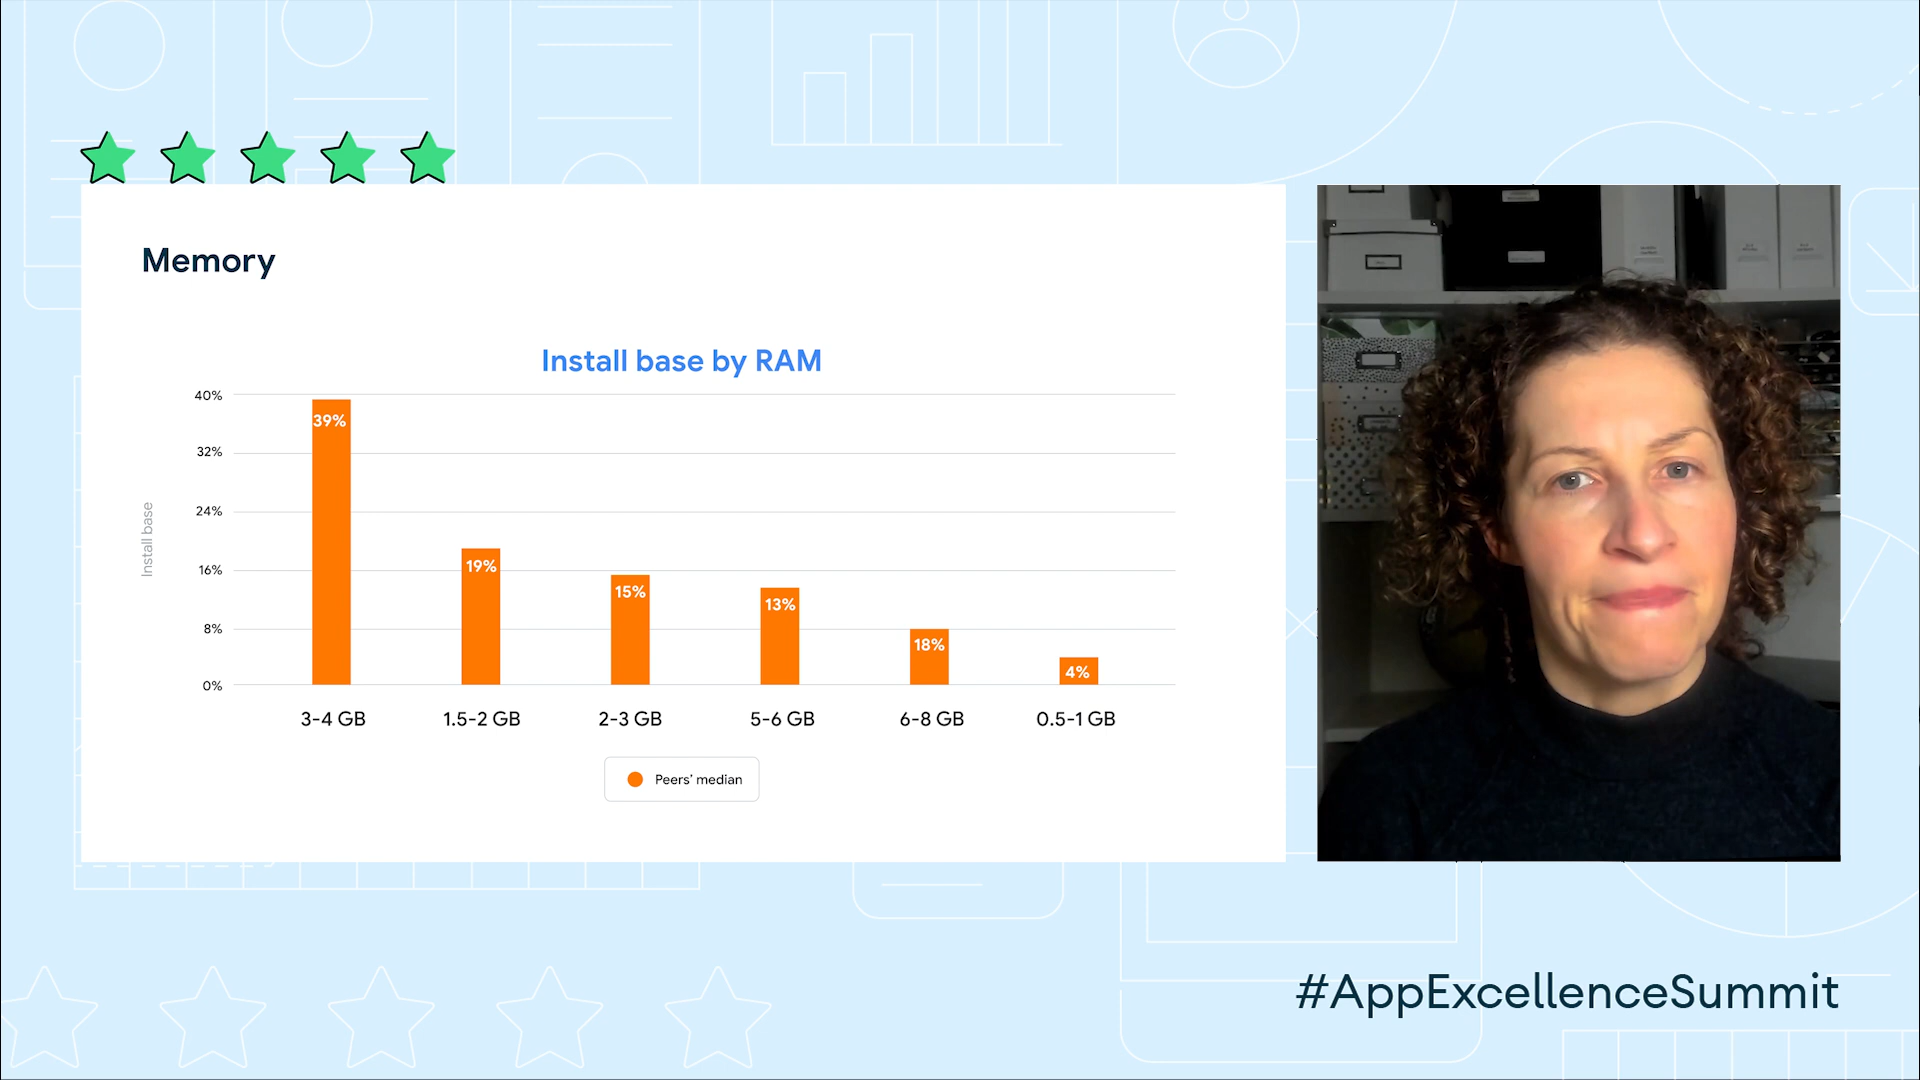 Memory
Install base by RAM
Install base
40%
32%
24%
16%
8%
0%
39%
19%
15%
13%
18%
4%
3-4 GB
1.5-2 GB
2-3 GB
5-6 GB
6-8 GB
0.5-1 GB
Peers' median
#AppExcellenceSummit